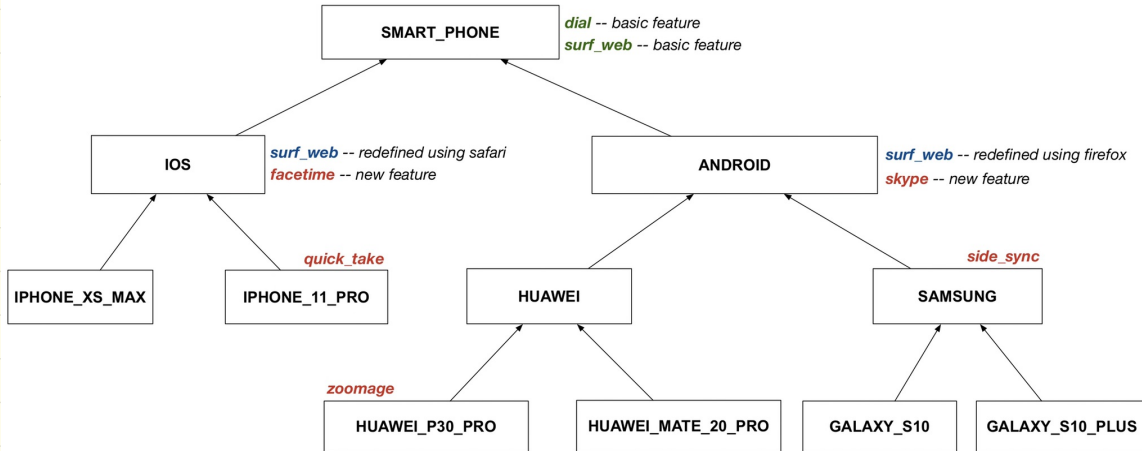 SMART_PHONE
dial -- basic feature
surf_web -- basic feature
IOS
surf_web -- redefined using safari
facetime -- new feature
ANDROID
surf_web -- redefined using firefox
skype -- new feature
quick_take
side_sync
IPHONE_XS_MAX
IPHONE_11_PRO
HUAWEI
SAMSUNG
zoomage
HUAWEI_P30_PRO
HUAWEI_MATE_20_PRO
GALAXY_S10
GALAXY_S10_PLUS